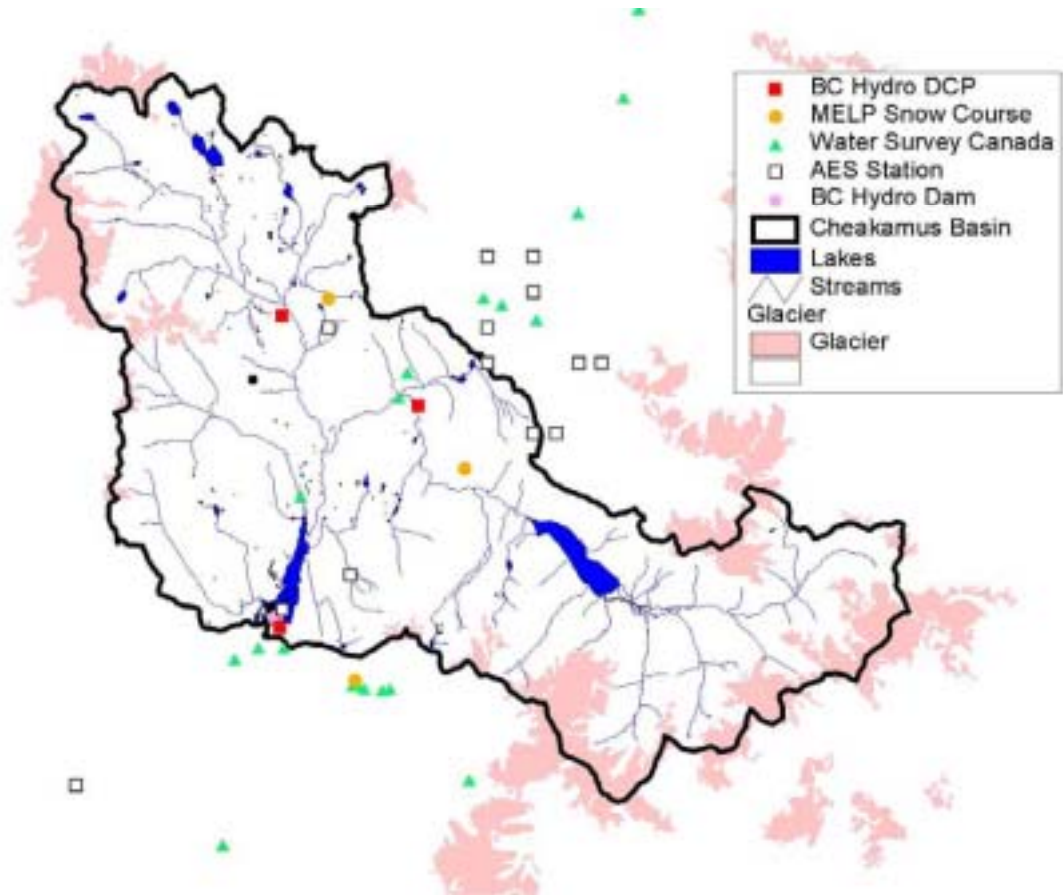 BC Hydro DCP
MELP Snow Course
Water Survey Canada
AES Station
BC Hydro Dam
Cheakamus Basin
Lakes
Streams
Glacier
Glacier